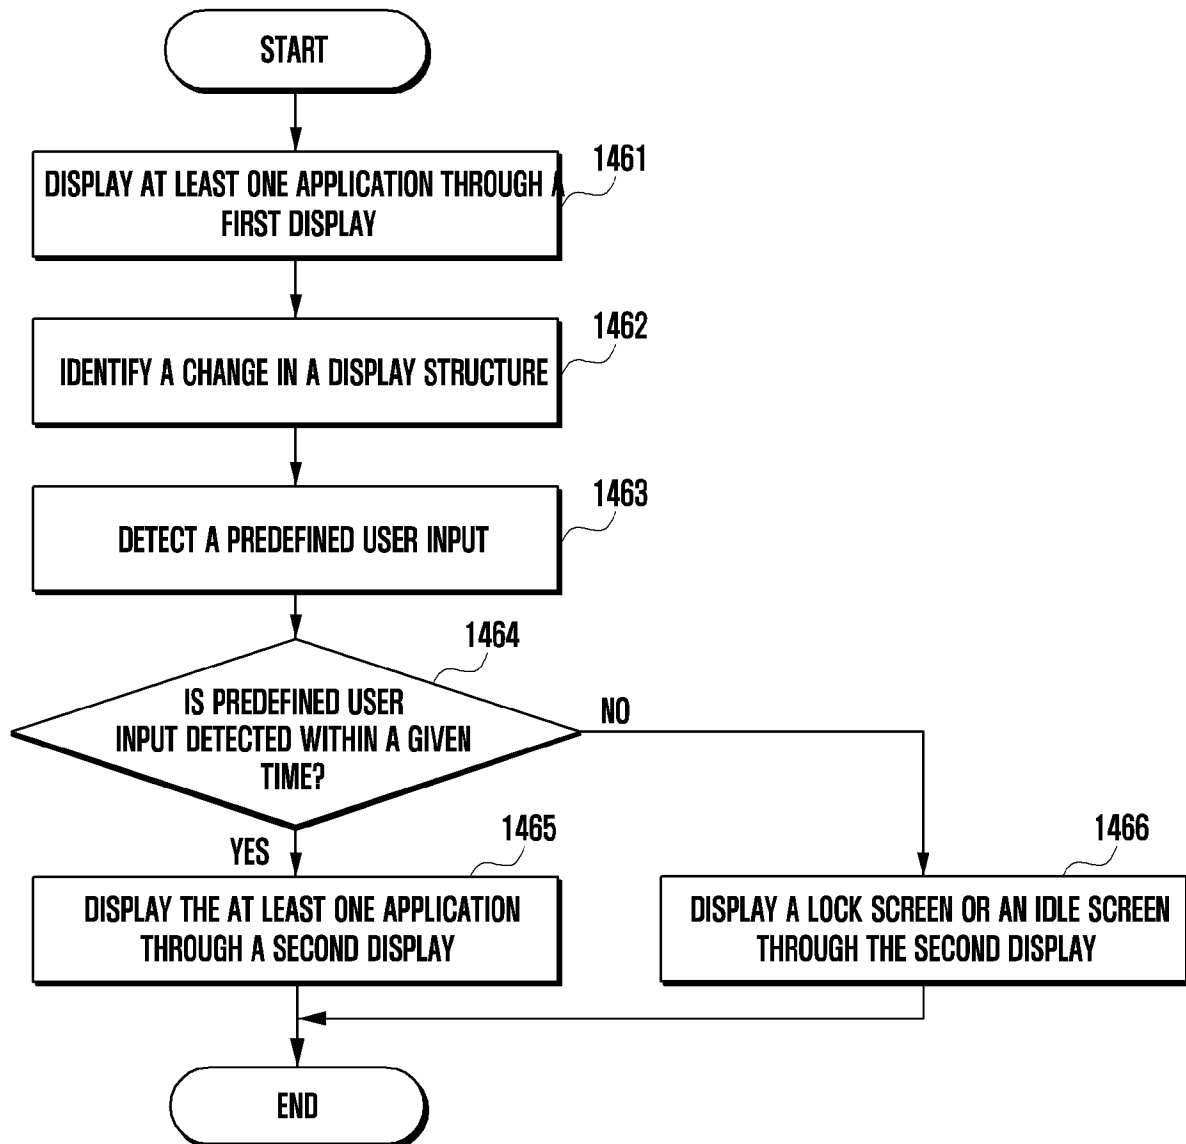 START
1461
DISPLAY AT LEAST ONE APPLICATION THROUGH A
FIRST DISPLAY
1462
IDENTIFY A CHANGE IN A DISPLAY STRUCTURE
1463
DETECT A PREDEFINED USER INPUT
1464
IS PREDEFINED USER
INPUT DETECTED WITHIN A GIVEN
TIME?
NO
YES
1465
DISPLAY THE AT LEAST ONE APPLICATION
THROUGH A SECOND DISPLAY
1466
DISPLAY A LOCK SCREEN OR AN IDLE SCREEN
THROUGH THE SECOND DISPLAY
END